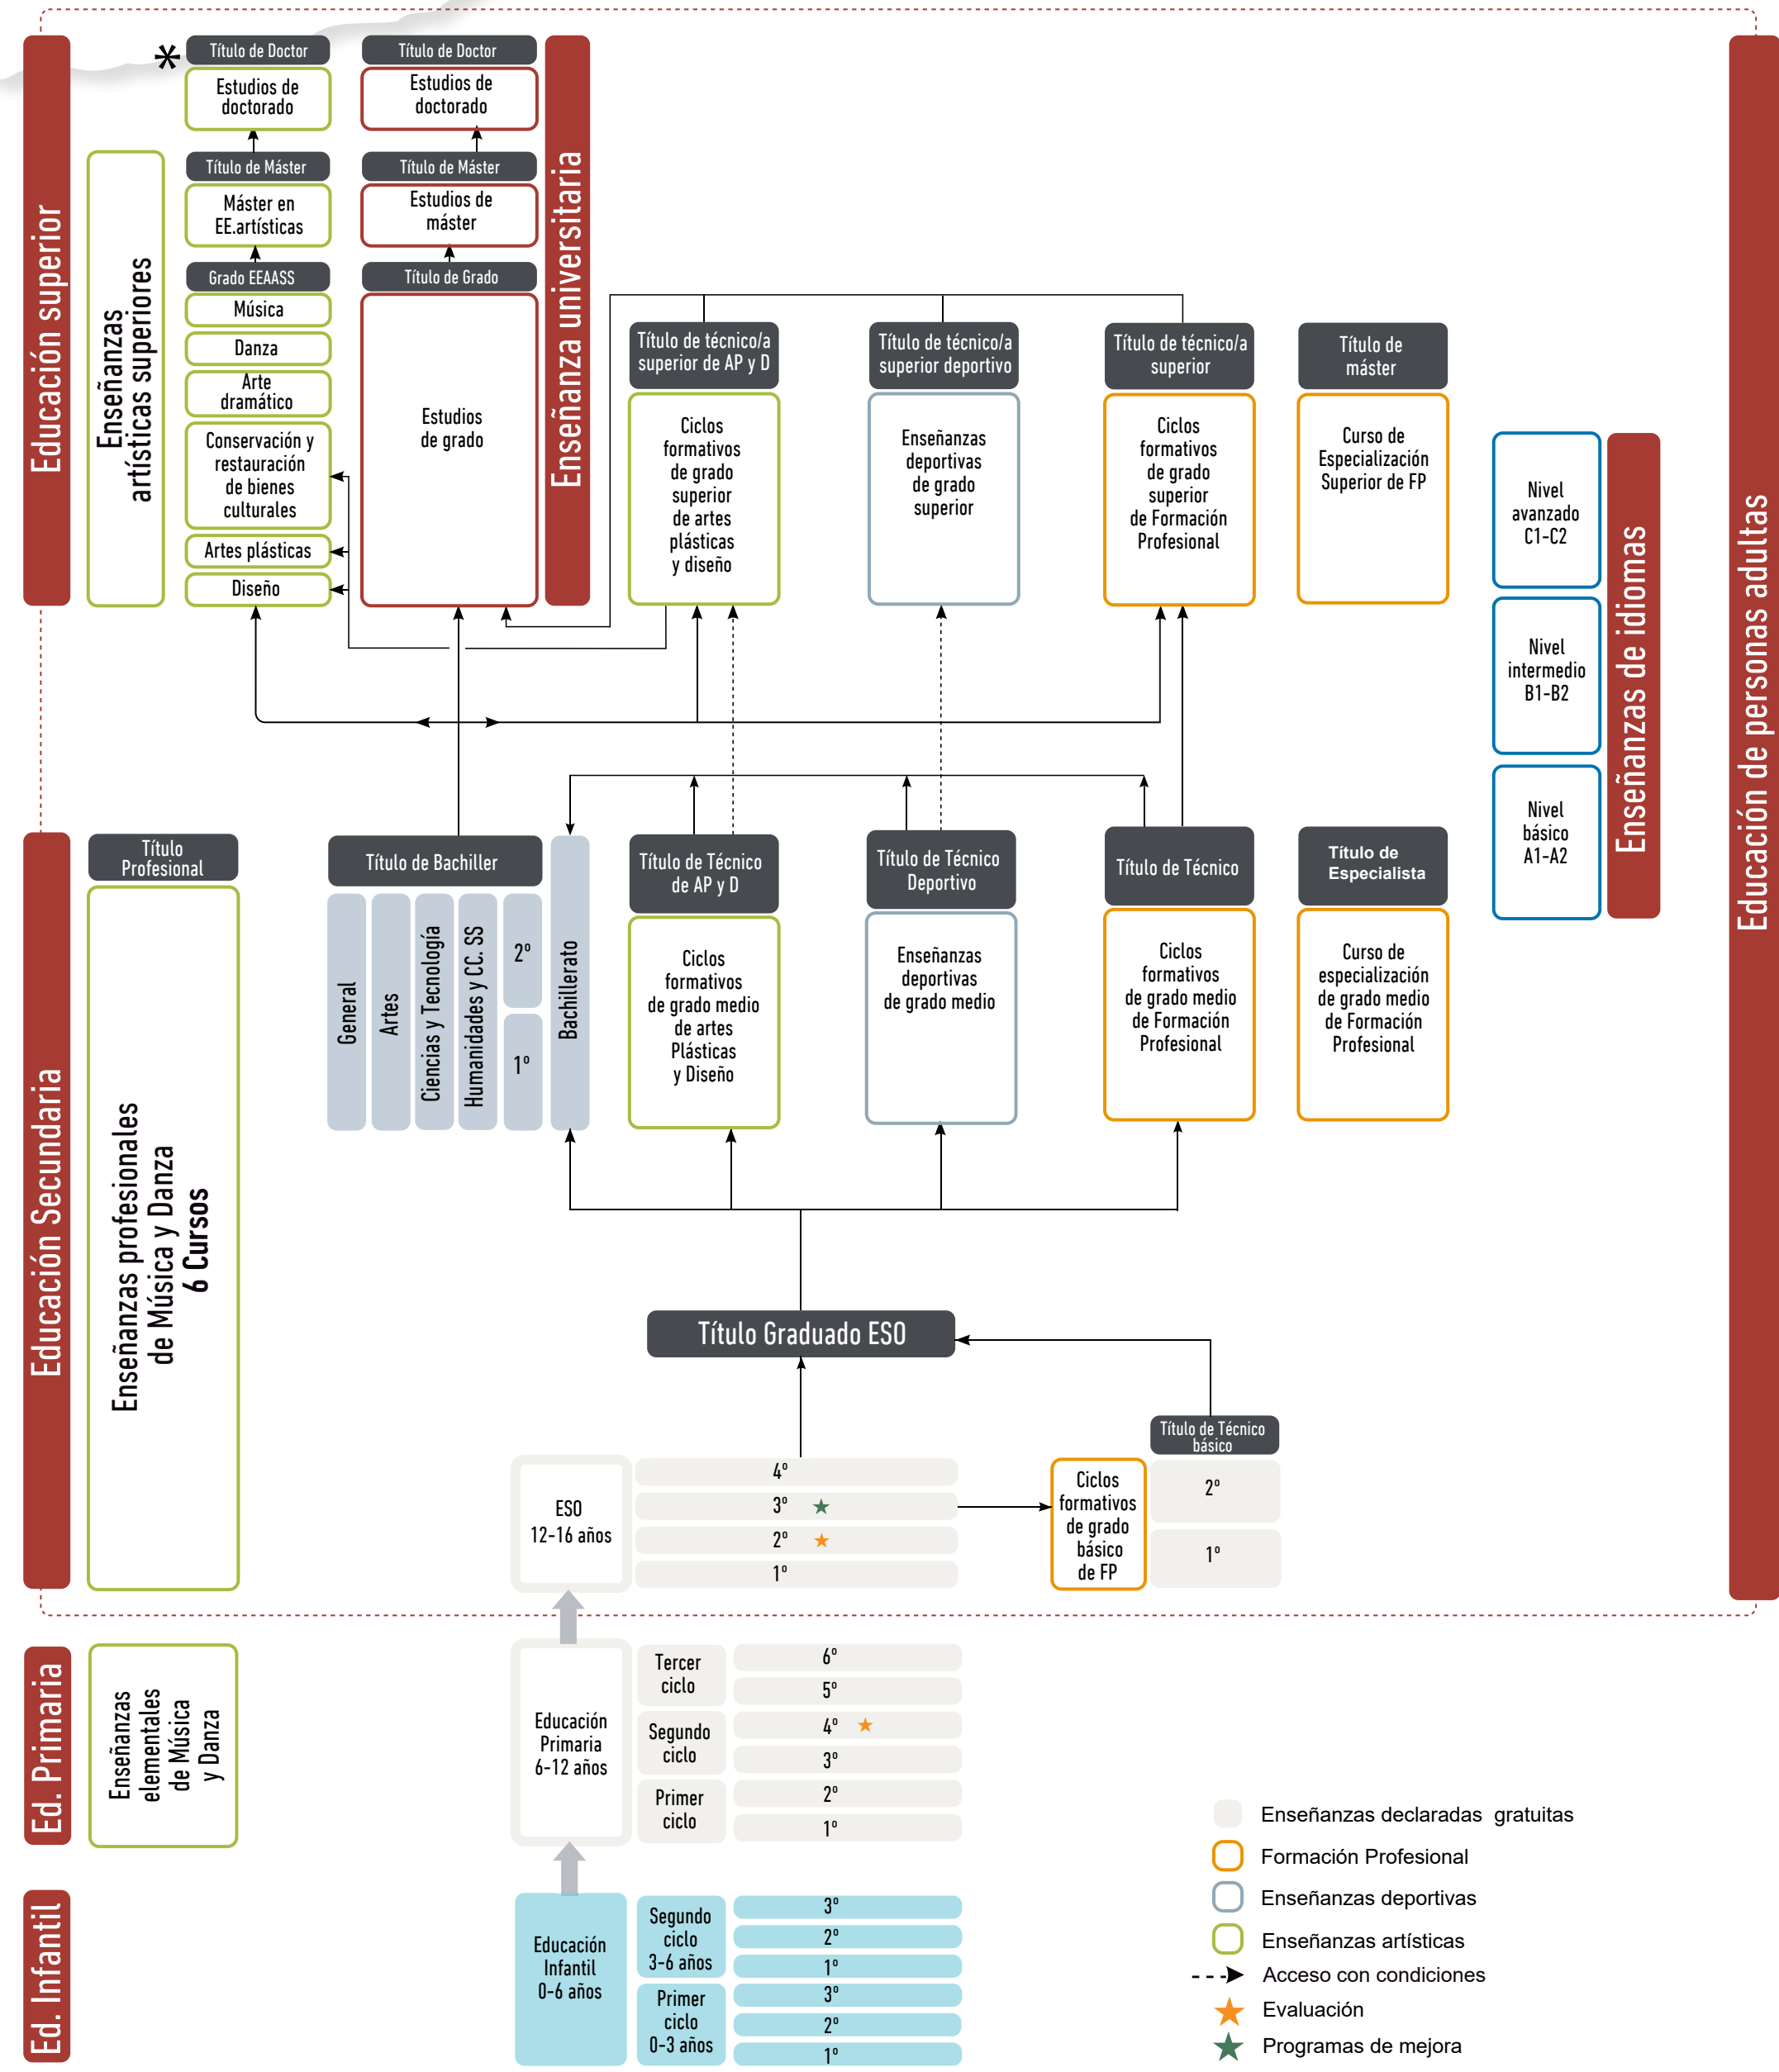 Educación superior
Enseñanzas
artísticas superiores
*
Título de Doctor
Estudios de
doctorado
Título de Máster
Máster en
EE.artísticas
Grado EEAASS
Música
Danza
Arte
dramático
Conservación y
restauración
de bienes
culturales
Artes plásticas
Diseño
Título de Doctor
Estudios de
doctorado
Título de Máster
Estudios de
máster
Título de Grado
Estudios
de grado
Enseñanza universitaria
Título de técnico/a
superior de AP y D
Ciclos
formativos
de grado
superior
de artes
plásticas
y diseño
Título de técnico/a
superior deportivo
Enseñanzas
deportivas
de grado
superior
Título de técnico/a
superior
Ciclos
formativos
de grado
superior
de Formación
Profesional
Título de
máster
Curso de
Especialización
Superior de FP
Nivel
avanzado
C1-C2
Nivel
intermedio
B1-B2
Nivel
básico
A1-A2
Enseñanzas de idiomas
Educación de personas adultas
Educación Secundaria
Título
Profesional
Enseñanzas profesionales
de Música y Danza
6 Cursos
Título de Bachiller
General
Artes
Ciencias y Tecnología
Humanidades y CC. SS
2º
1º
Bachillerato
Título de Técnico
de AP y D
Ciclos
formativos
de grado medio
de artes
Plásticas
y Diseño
Título de Técnico
Deportivo
Enseñanzas
deportivas
de grado medio
Título de Técnico
Ciclos
formativos
de grado medio
de Formación
Profesional
Título de
Especialista
Curso de
especialización
de grado medio
de Formación
Profesional
Título Graduado ESO
ESO
12-16 años
4º
3º
2º
1º
Ciclos
formativos
de grado
básico
de FP
Título de Técnico
básico
2º
1º
Ed. Primaria
Enseñanzas
elementales
de Música
y Danza
Educación
Primaria
6-12 años
Tercer
ciclo
6º
5º
Segundo
ciclo
4º
3º
Primer
ciclo
2º
1º
Ed. Infantil
Educación
Infantil
0-6 años
Segundo
ciclo
3-6 años
3º
2º
1º
Primer
ciclo
0-3 años
3º
2º
1º
Enseñanzas declaradas gratuitas
Formación Profesional
Enseñanzas deportivas
Enseñanzas artísticas
Acceso con condiciones
Evaluación
Programas de mejora